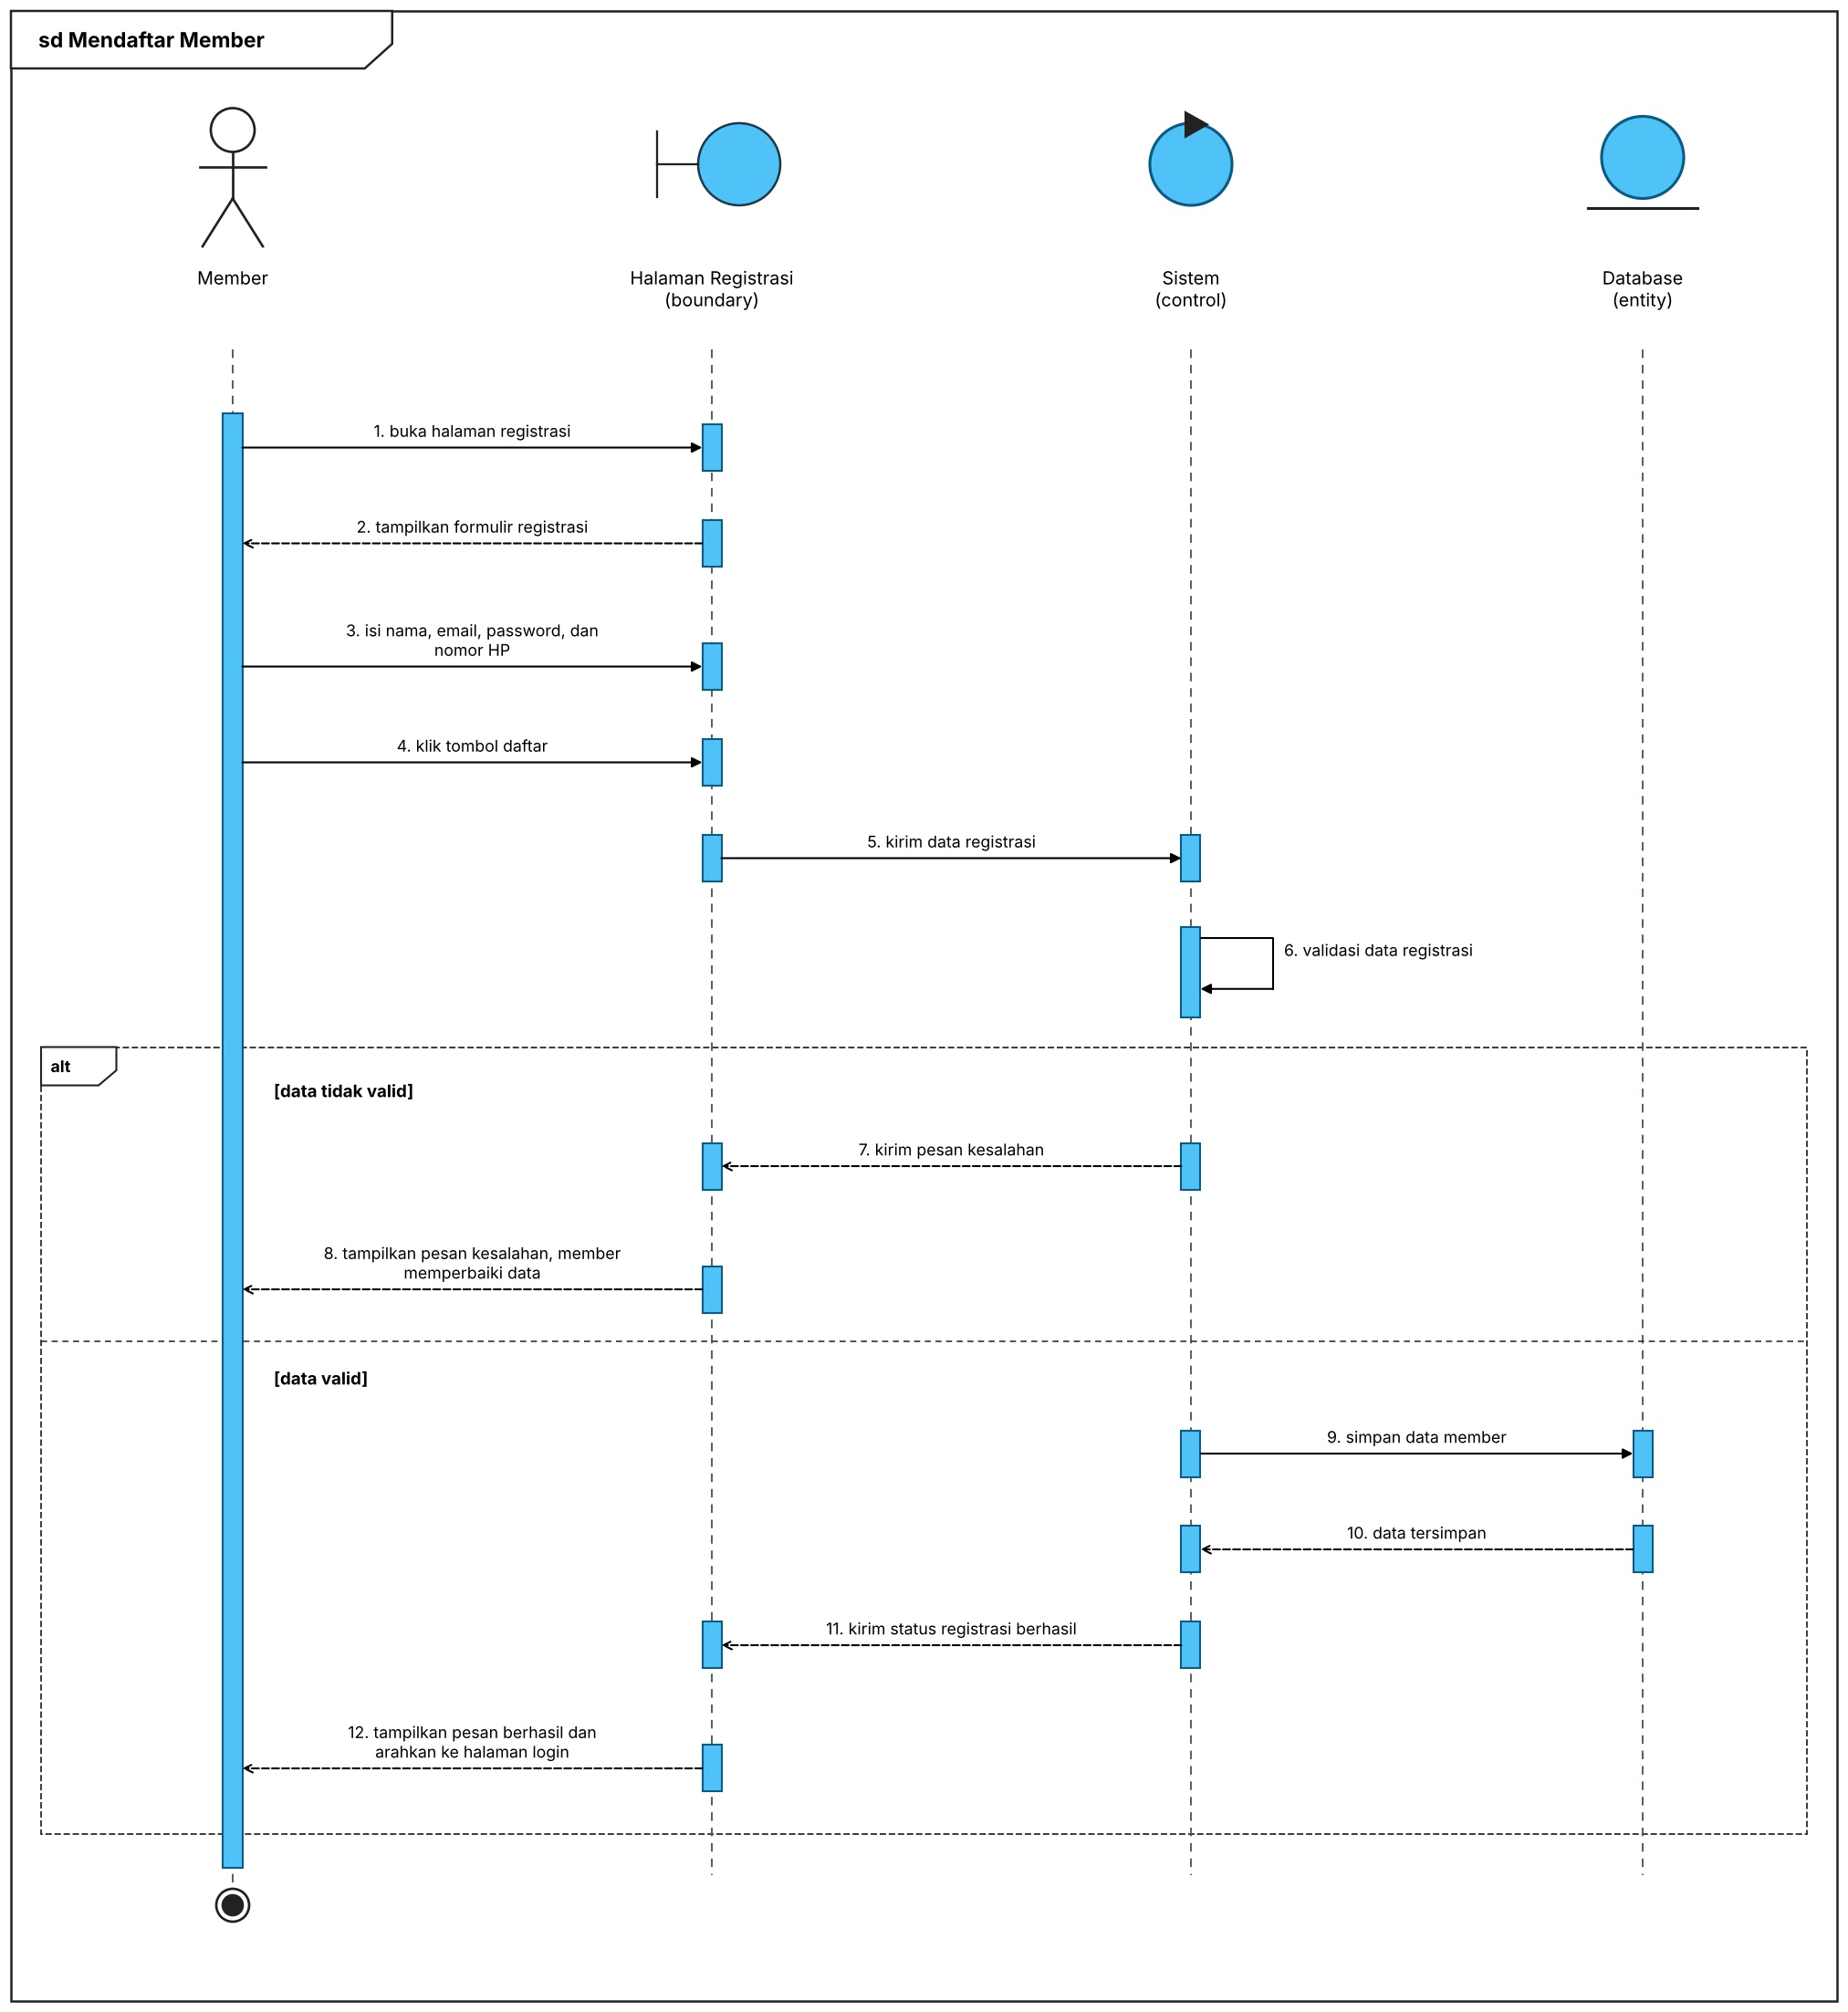 sd Mendaftar Member
Member
Halaman Registrasi
(boundary)
Sistem
(control)
Database
(entity)
1. buka halaman registrasi
2. tampilkan formulir registrasi
3. isi nama, email, password, dan
nomor HP
4. klik tombol daftar
5. kirim data registrasi
6. validasi data registrasi
alt
[data tidak valid]
7. kirim pesan kesalahan
8. tampilkan pesan kesalahan, member
memperbaiki data
[data valid]
9. simpan data member
10. data tersimpan
11. kirim status registrasi berhasil
12. tampilkan pesan berhasil dan
arahkan ke halaman login